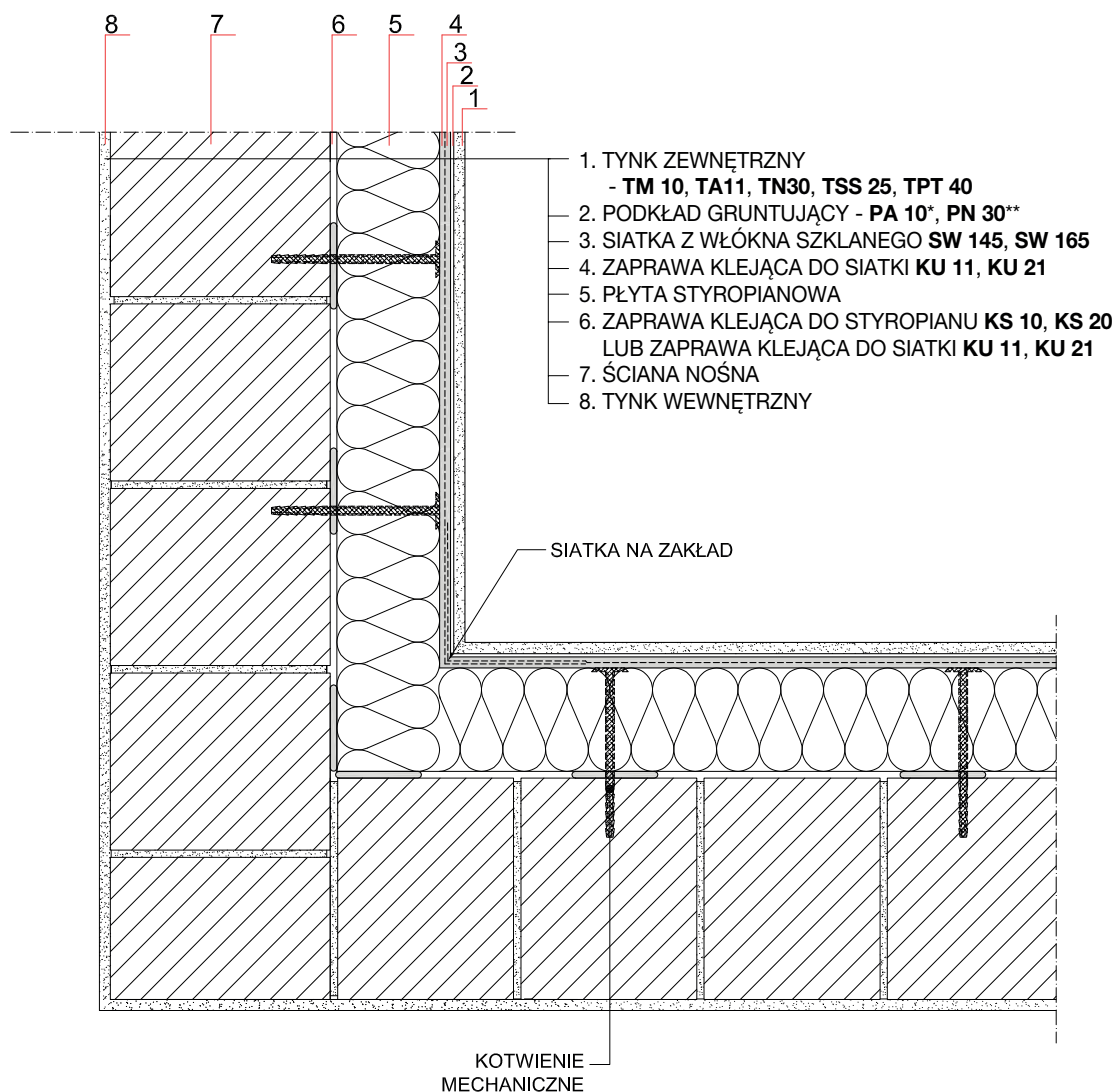 8 7 6 5 4
3
2
1
1. TYNK ZEWNĘTRZNY
- TM 10, TA11, TN30, TSS 25, TPT 40
2. PODKŁAD GRUNTUJĄCY - PA 10*, PN 30**
3. SIATKA Z WŁÓKNA SZKLANEGO SW 145, SW 165
4. ZAPRAWA KLEJĄCA DO SIATKI KU 11, KU 21
5. PŁYTA STYROPIANOWA
6. ZAPRAWA KLEJĄCA DO STYROPIANU KS 10, KS 20
LUB ZAPRAWA KLEJĄCA DO SIATKI KU 11, KU 21
7. ŚCIANA NOŚNA
8. TYNK WEWNĘTRZNY
SIATKA NA ZAKŁAD
KOTWIENIE
MECHANICZNE